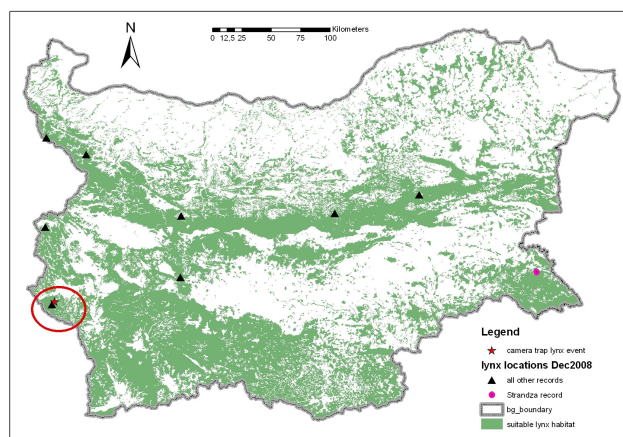 N
Kilometers
0 12,5 25 50 75 100
Legend
camera trap lynx event
lynx locations Dec2008
all other records
Strandza record
bg_boundary
suitable lynx habitat